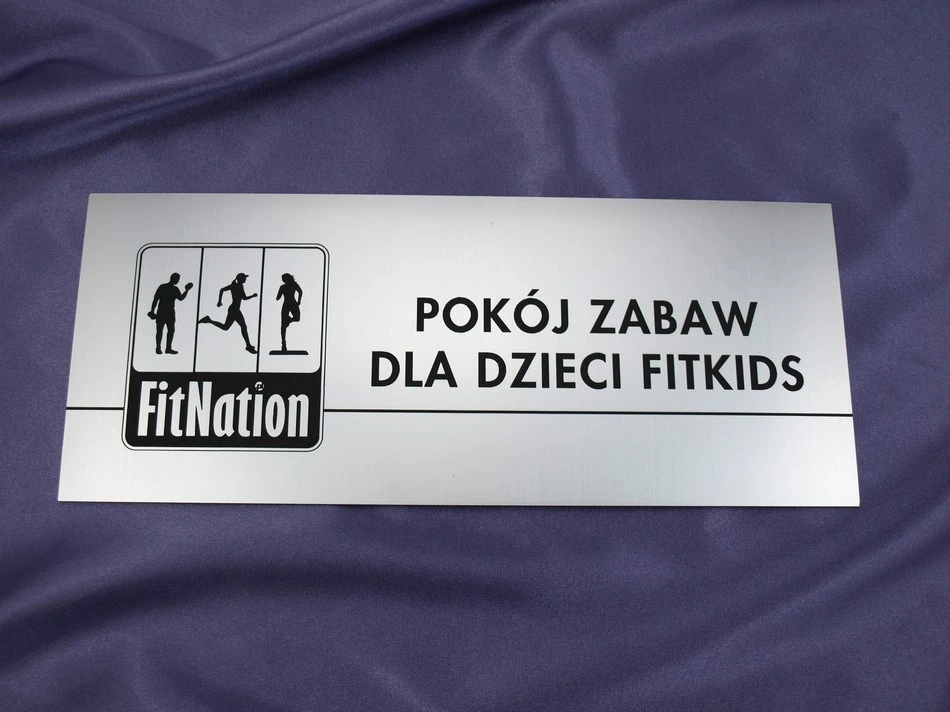 POKÓJ ZABAW
DLA DZIECI FITKIDS
FitNation